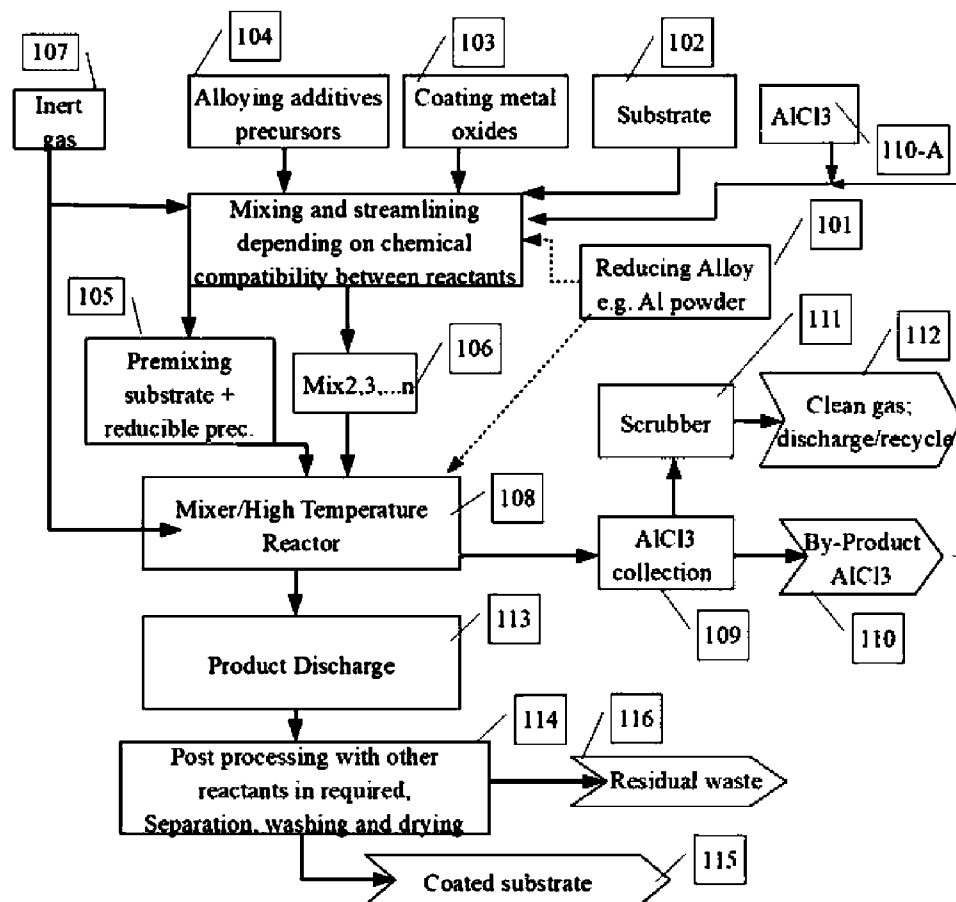 107
104
103
102
Inert
gas
Alloying additives
precursors
Coating metal
oxides
Substrate
AlCl3
110-A
Mixing and streamlining
depending on chemical
compatibility between reactants
101
Reducing Alloy
e.g. Al powder
105
106
111
112
Premixing
substrate +
reducible prec.
Mix2,3,...n
Scrubber
Clean gas;
discharge/recycle
Mixer/High Temperature
Reactor
108
AlCl3
collection
By-Product
AlCl3
113
109
110
Product Discharge
114
116
Post processing with other
reactants in required,
Separation, washing and drying
Residual waste
115
Coated substrate